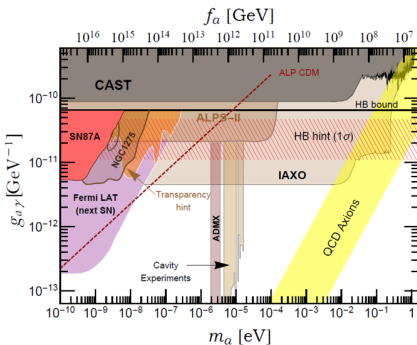 f_a [GeV]
10^16 10^15 10^14 10^13 10^12 10^11 10^10 10^9 10^8 10^7
CAST
ALP CDM
10^-10
HB bound
SN87A
ALPS-II
NGC1275
HB hint (1σ)
10^-11
IAXO
Transparency
hint
Fermi LAT
(next SN)
ADMX
QCD Axions
10^-12
Cavity
Experiments
10^-13
g_aγ [GeV^-1]
10^-10 10^-9 10^-8 10^-7 10^-6 10^-5 10^-4 10^-3 10^-2 10^-1 1
m_a [eV]